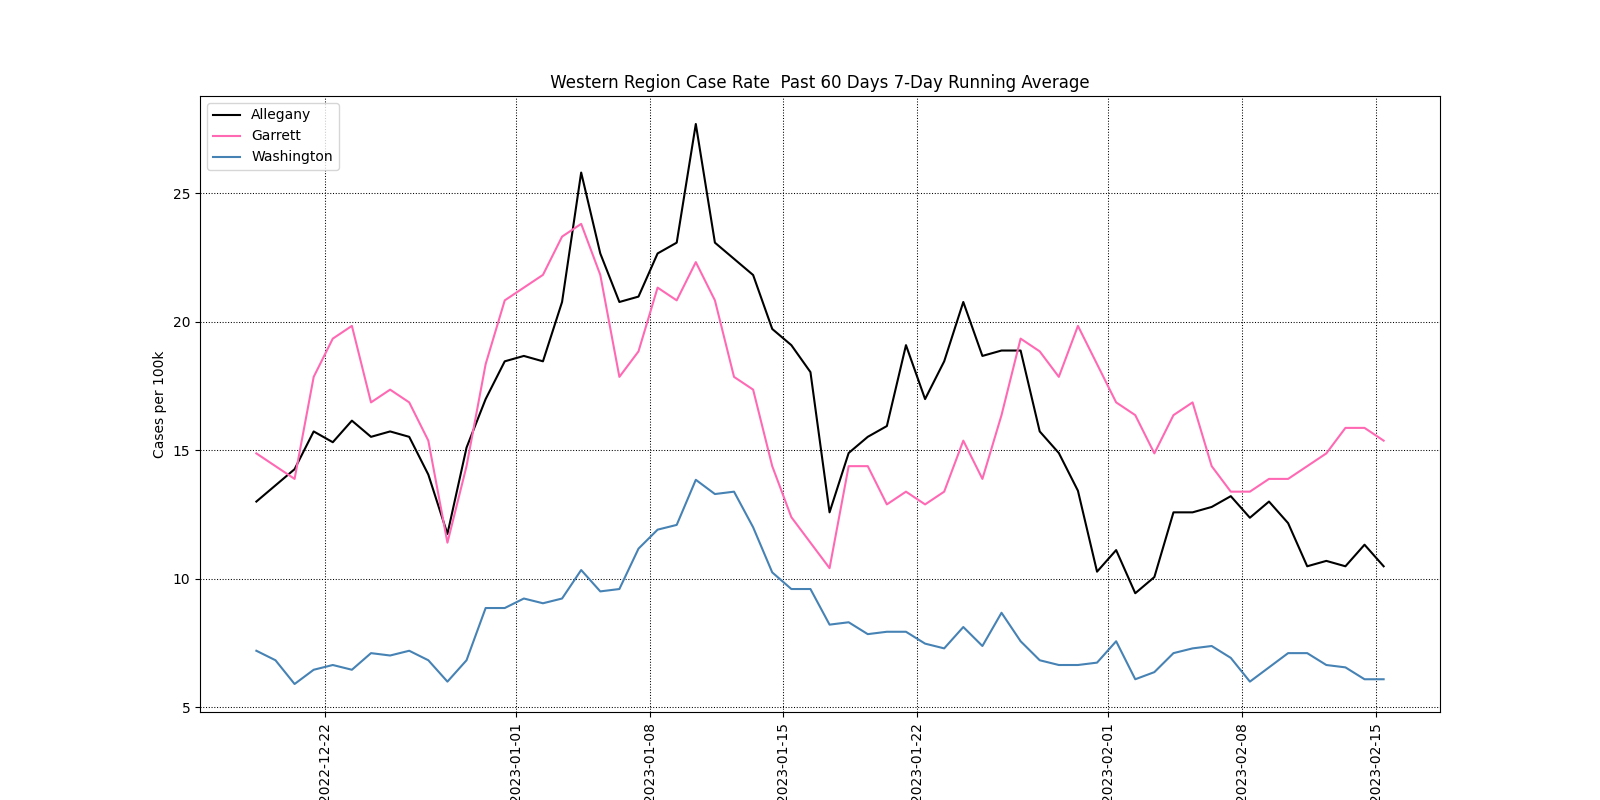 Western Region Case Rate  Past 60 Days 7-Day Running Average
Allegany
Garrett
Washington
Cases per 100k
25
20
15
10
5
2022-12-22
2023-01-01
2023-01-08
2023-01-15
2023-01-22
2023-02-01
2023-02-08
2023-02-15